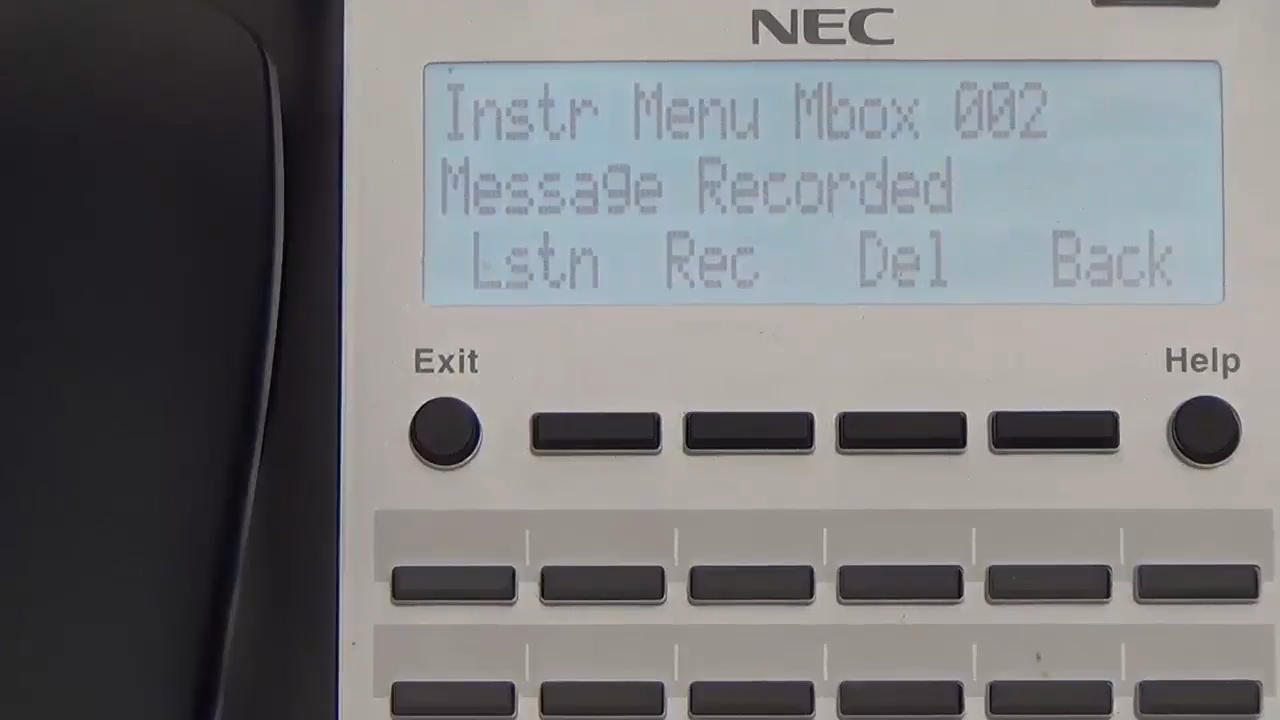 NEC
Instr Menu Mbox 002
Message Recorded
Lstn Rec Del Back
Exit Help